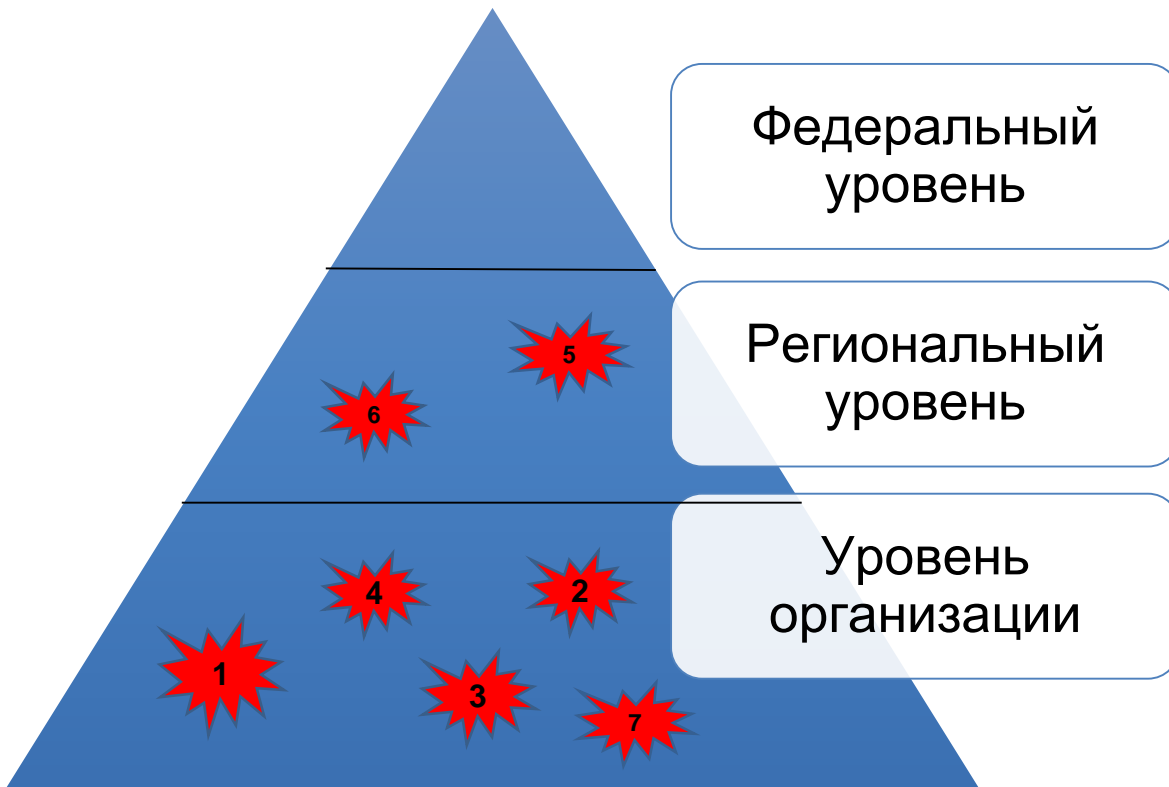 Федеральный
уровень
5
Региональный
уровень
6
4
2
Уровень
организации
1
3
7